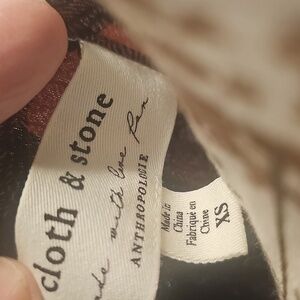 cloth & stone
made with love for
ANTHROPOLOGIE
Made in
China
Fabriqué en
Chine
XS